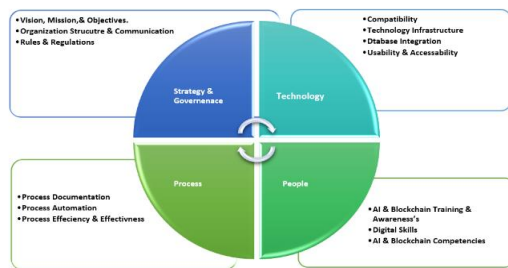 • Vision, Mission,& Objectives.
• Organization Strucutre & Communication
• Rules & Regulations
• Compatibility
• Technology Infrastructure
• Dtabase Integration
• Usability & Accessability
Strategy &
Governenace
Technology
Process
People
• Process Documentation
• Process Automation
• Process Effeciency & Effectivness
• AI & Blockchain Training &
Awareness's
• Digital Skills
• AI & Blockchain Competencies